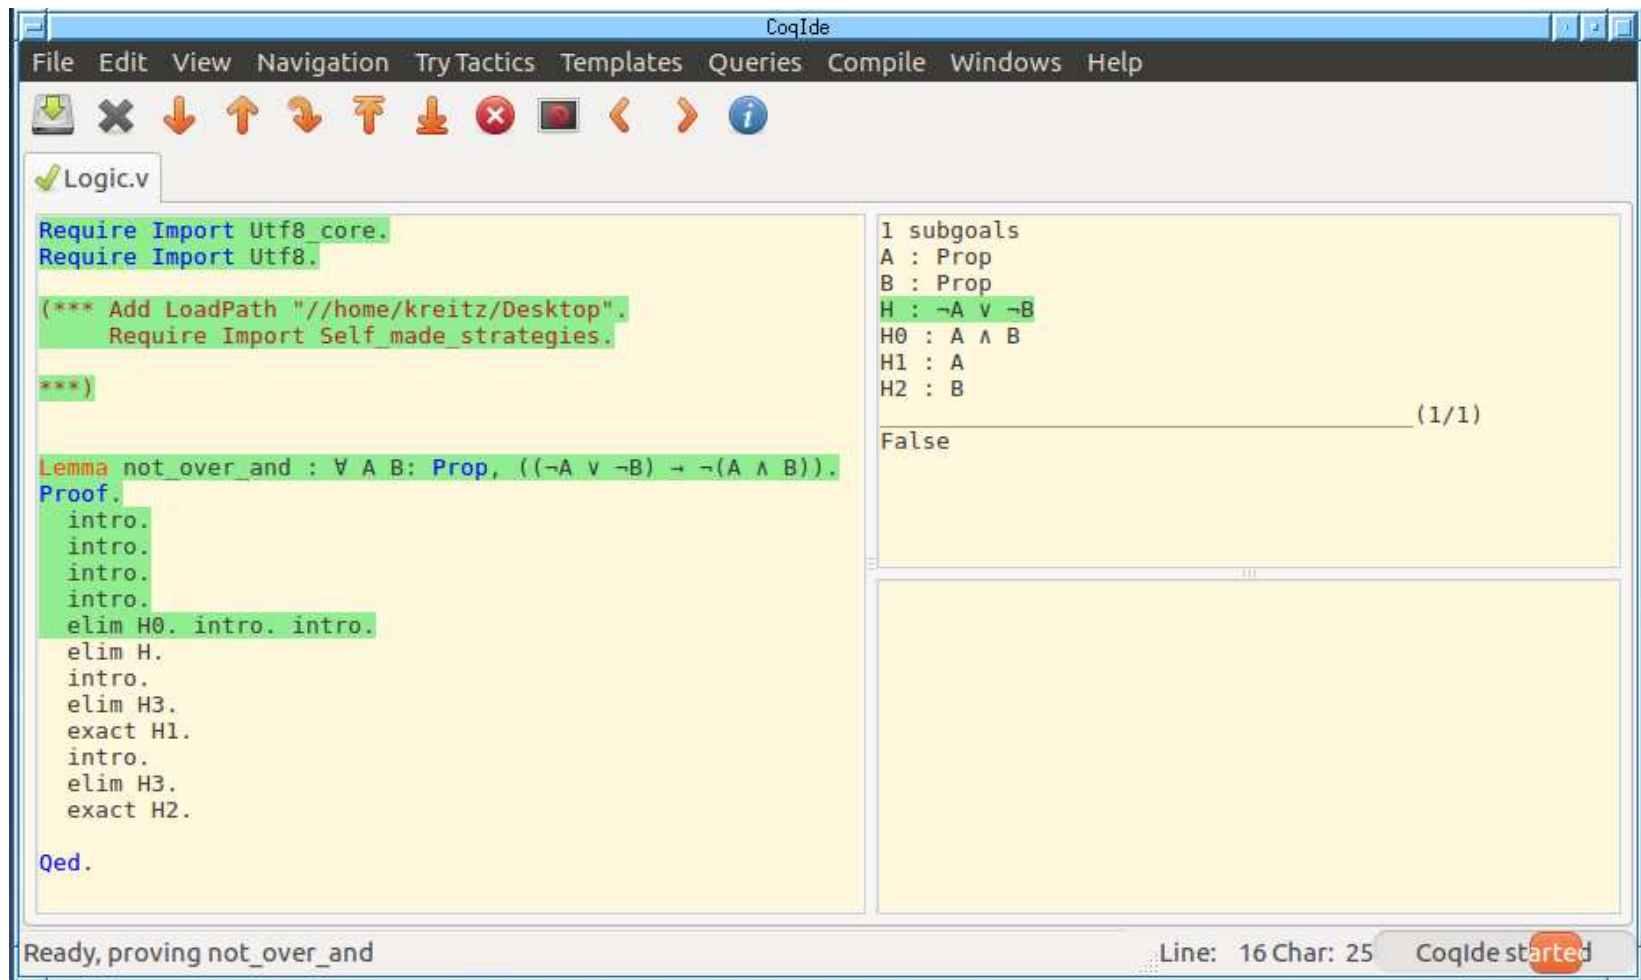 CoqIde
File Edit View Navigation Try Tactics Templates Queries Compile Windows Help
Logic.v
Require Import Utf8_core.
Require Import Utf8.
(*** Add LoadPath "//home/kreitz/Desktop".
Require Import Self_made_strategies.
***)
Lemma not_over_and : ∀ A B: Prop, ((¬A ∨ ¬B) → ¬(A ∧ B)).
Proof.
intro.
intro.
intro.
intro.
elim H0. intro. intro.
elim H.
intro.
elim H3.
exact H1.
intro.
elim H3.
exact H2.
Qed.
1 subgoals
A : Prop
B : Prop
H : ¬A ∨ ¬B
H0 : A ∧ B
H1 : A
H2 : B
(1/1)
False
Ready, proving not_over_and
Line: 16 Char: 25 CoqIde started